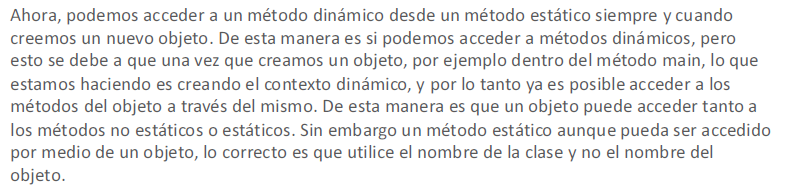 Ahora, podemos acceder a un método dinámico desde un método estático siempre y cuando
creemos un nuevo objeto. De esta manera es si podemos acceder a métodos dinámicos, pero
esto se debe a que una vez que creamos un objeto, por ejemplo dentro del método main, lo que
estamos haciendo es creando el contexto dinámico, y por lo tanto ya es posible acceder a los
métodos del objeto a través del mismo. De esta manera es que un objeto puede acceder tanto a
los métodos no estáticos o estáticos. Sin embargo un método estático aunque pueda ser accedido
por medio de un objeto, lo correcto es que utilice el nombre de la clase y no el nombre del
objeto.